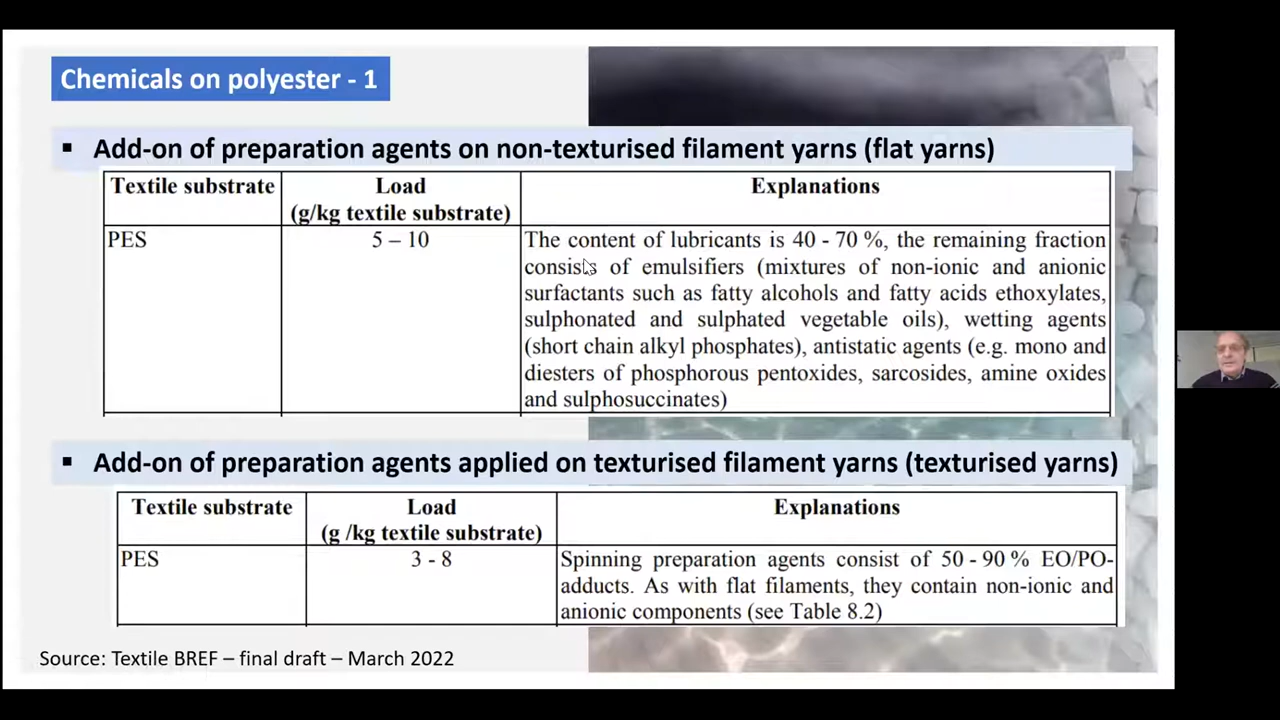 Chemicals on polyester - 1
▪ Add-on of preparation agents on non-texturised filament yarns (flat yarns)
Textile substrate
Load
(g/kg textile substrate)
Explanations
PES
5 – 10
The content of lubricants is 40 - 70 %, the remaining fraction
consists of emulsifiers (mixtures of non-ionic and anionic
surfactants such as fatty alcohols and fatty acids ethoxylates,
sulphonated and sulphated vegetable oils), wetting agents
(short chain alkyl phosphates), antistatic agents (e.g. mono and
diesters of phosphorous pentoxides, sarcosides, amine oxides
and sulphosuccinates)
▪ Add-on of preparation agents applied on texturised filament yarns (texturised yarns)
Textile substrate
Load
(g /kg textile substrate)
Explanations
PES
3 - 8
Spinning preparation agents consist of 50 - 90 % EO/PO-
adducts. As with flat filaments, they contain non-ionic and
anionic components (see Table 8.2)
Source: Textile BREF – final draft – March 2022